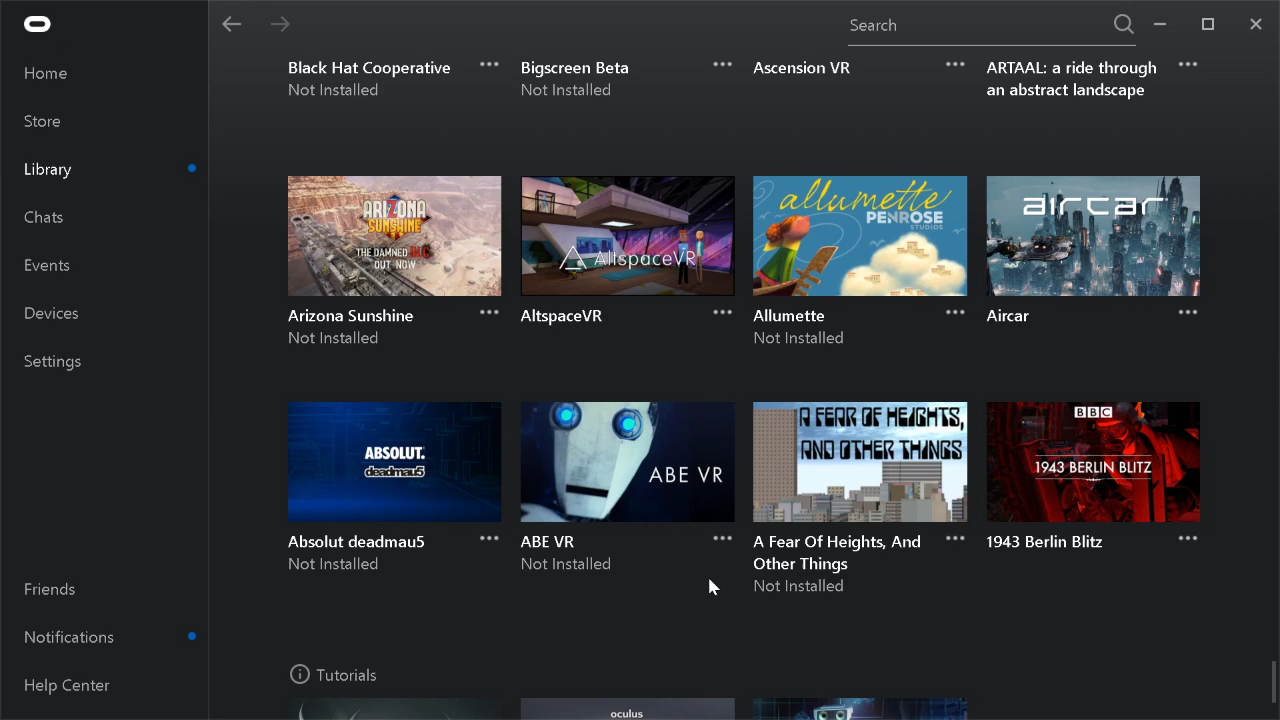 Search
Home
Store
Library
Chats
Events
Devices
Settings
Friends
Notifications
Help Center
Black Hat Cooperative
Not Installed
Bigscreen Beta
Not Installed
Ascension VR
ARTAAL: a ride through
an abstract landscape
ARIZONA
SUNSHINE
THE DAMNED DLC
OUT NOW
Arizona Sunshine
Not Installed
AltspaceVR
AltspaceVR
allumette
PENROSE
STUDIOS
Allumette
Not Installed
aircar
Aircar
ABSOLUT.
deadmau5
Absolut deadmau5
Not Installed
ABE VR
ABE VR
Not Installed
A FEAR OF HEIGHTS,
AND OTHER THINGS
A Fear Of Heights, And
Other Things
Not Installed
BBC
1943 BERLIN BLITZ
1943 Berlin Blitz
Tutorials
oculus